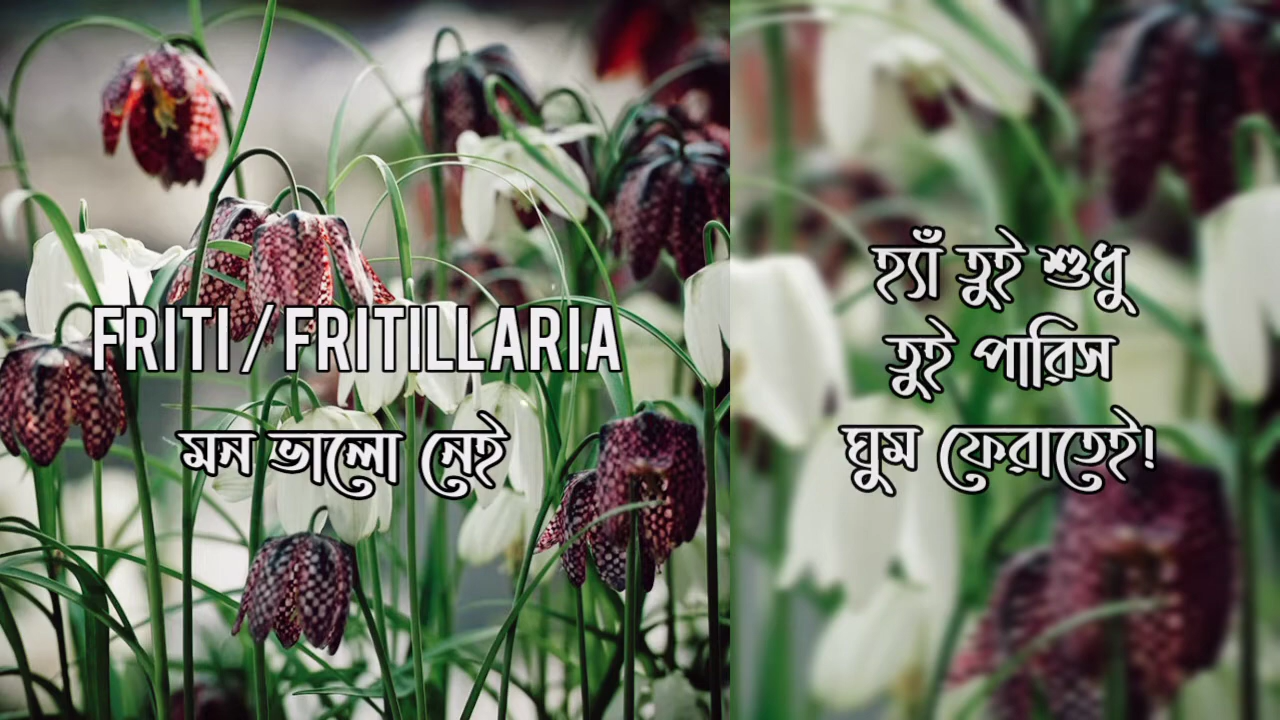 FRITI / FRITILLARIA
মন ভালো নেই
হ্যাঁ তুই শুধু
তুই পারিস
ঘুম ফেরাতেই!